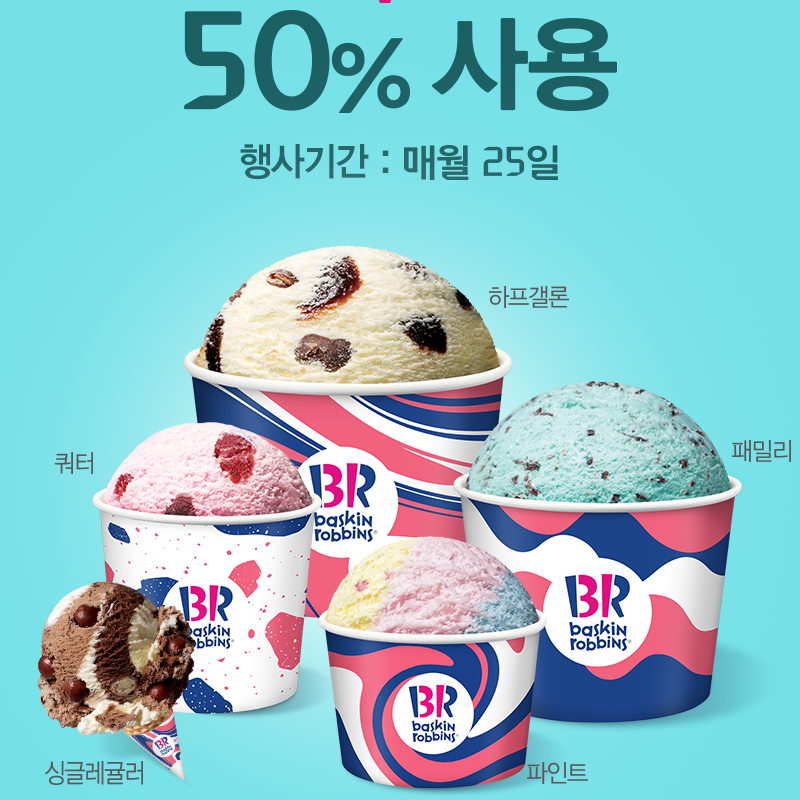 50% 사용
행사기간 : 매월 25일
하프갤론
패밀리
쿼터
BR
baskin
robbins
BR
baskin
robbins
BR
baskin
robbins
BR
baskin
robbins
BR
싱글레귤러
파인트